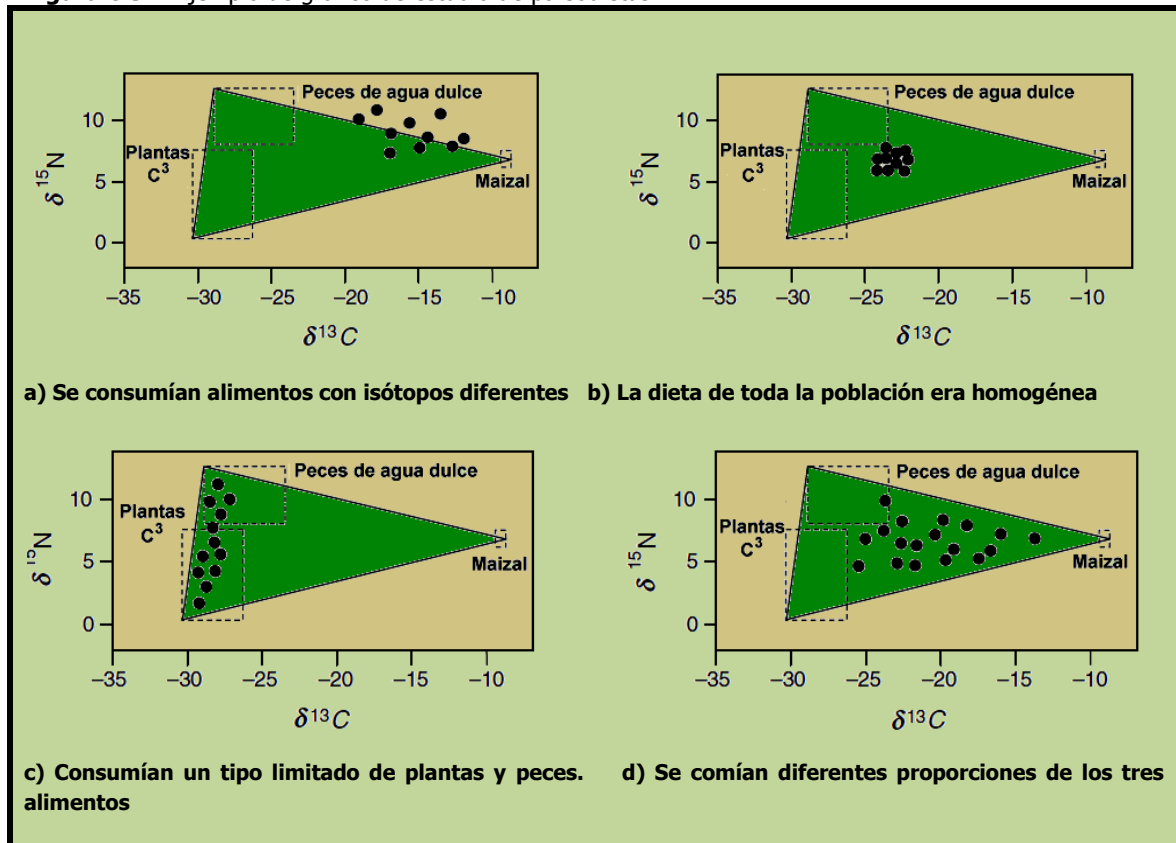 Peces de agua dulce
Plantas
C³
Maizal
δ ¹⁵N
10
5
0
−35 −30 −25 −20 −15 −10
δ¹³C
Peces de agua dulce
Plantas
C³
Maizal
δ ¹⁵N
10
5
0
−35 −30 −25 −20 −15 −10
δ¹³C
a) Se consumían alimentos con isótopos diferentes
b) La dieta de toda la población era homogénea
Peces de agua dulce
Plantas
C³
Maizal
10
5
0
−35 −30 −25 −20 −15 −10
δ¹³C
Peces de agua dulce
Plantas
C³
Maizal
δ ¹⁵N
10
5
0
−35 −30 −25 −20 −15 −10
δ¹³C
c) Consumían un tipo limitado de plantas y peces.
alimentos
d) Se comían diferentes proporciones de los tres